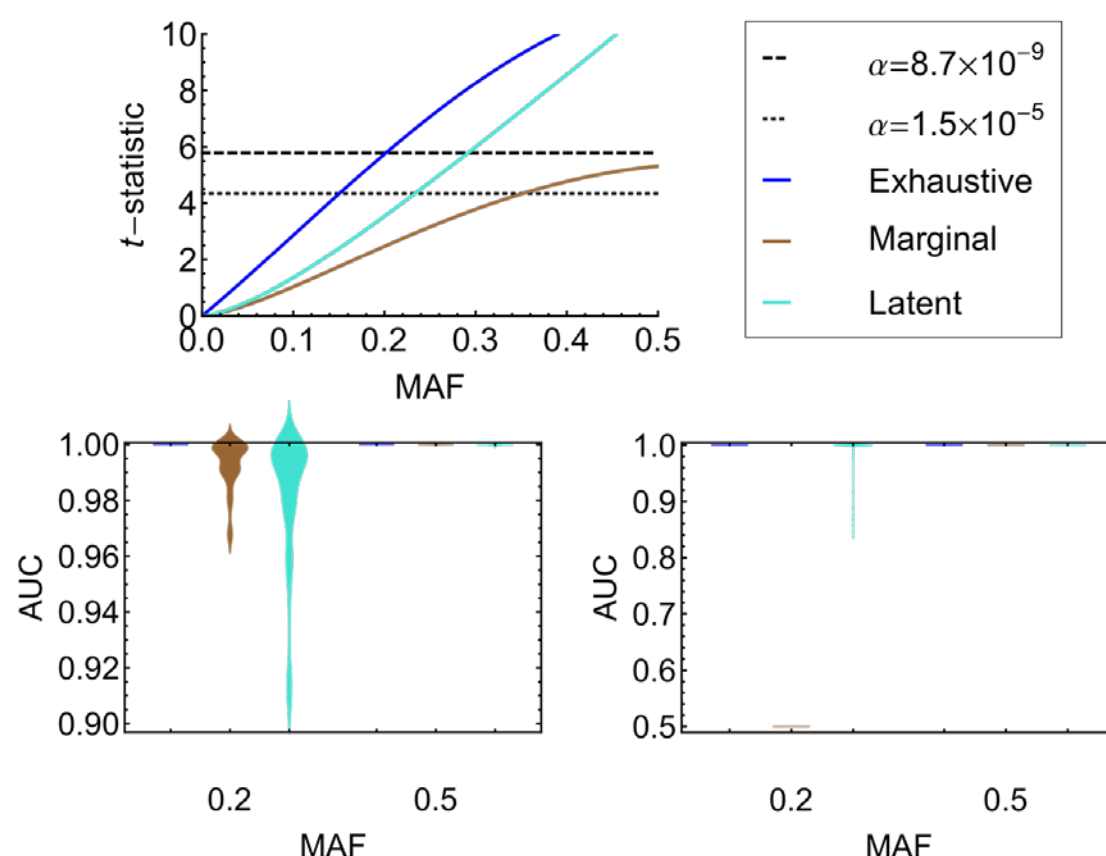 10
8
6
4
2
0
t−statistic
0.0 0.1 0.2 0.3 0.4 0.5
MAF
α=8.7×10⁻⁹
α=1.5×10⁻⁵
Exhaustive
Marginal
Latent
1.00
0.98
0.96
0.94
0.92
0.90
AUC
0.2 0.5
MAF
1.0
0.9
0.8
0.7
0.6
0.5
AUC
0.2 0.5
MAF